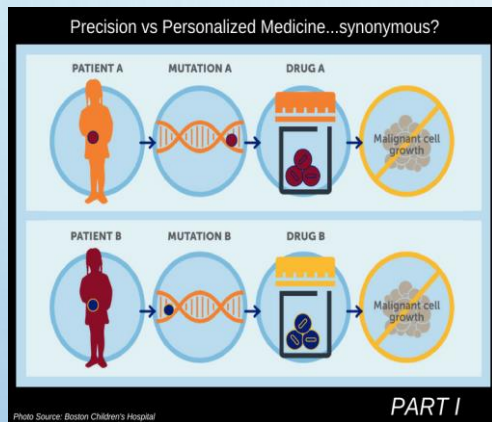 Precision vs Personalized Medicine...synonymous?
PATIENT A MUTATION A DRUG A
Malignant cell
growth
PATIENT B MUTATION B DRUG B
Malignant cell
growth
PART I
Photo Source: Boston Children's Hospital